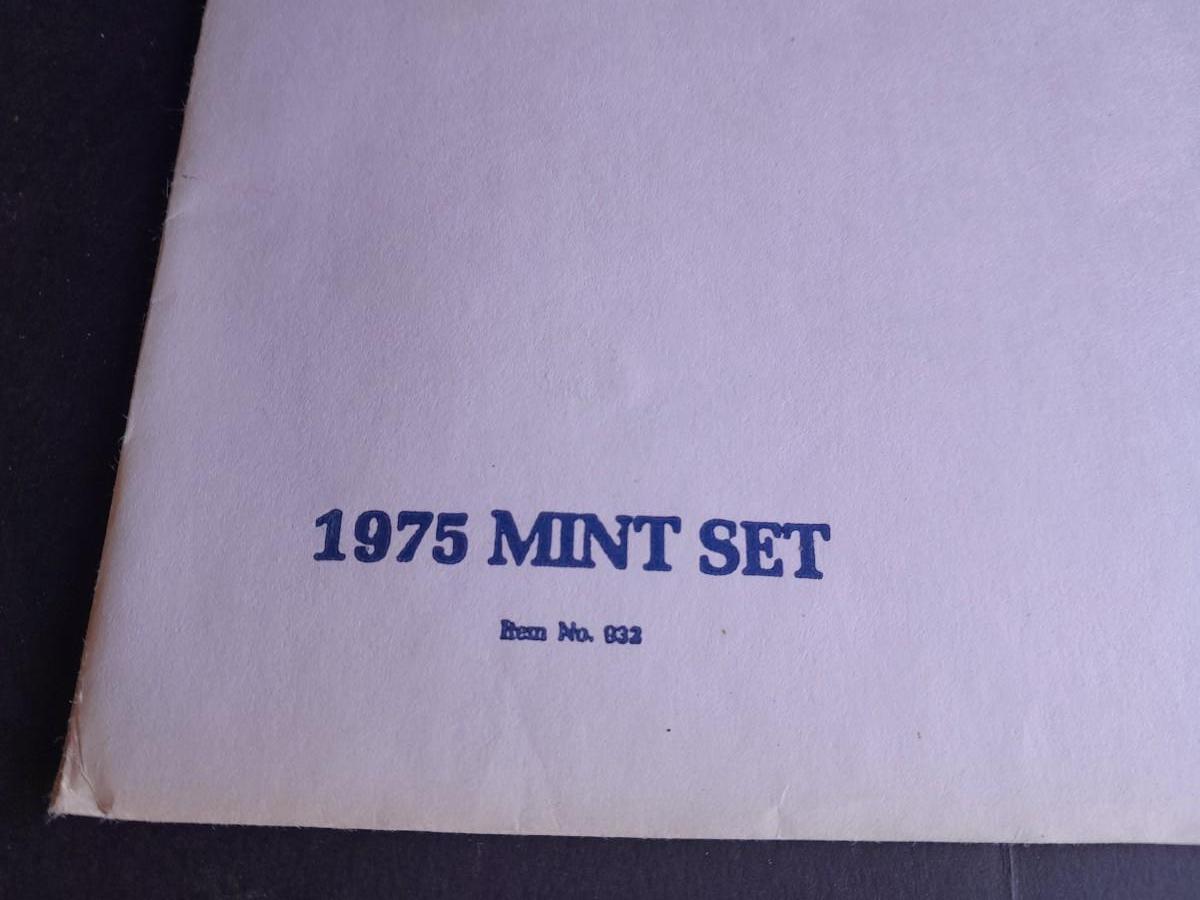 1975 MINT SET
Item No. 932